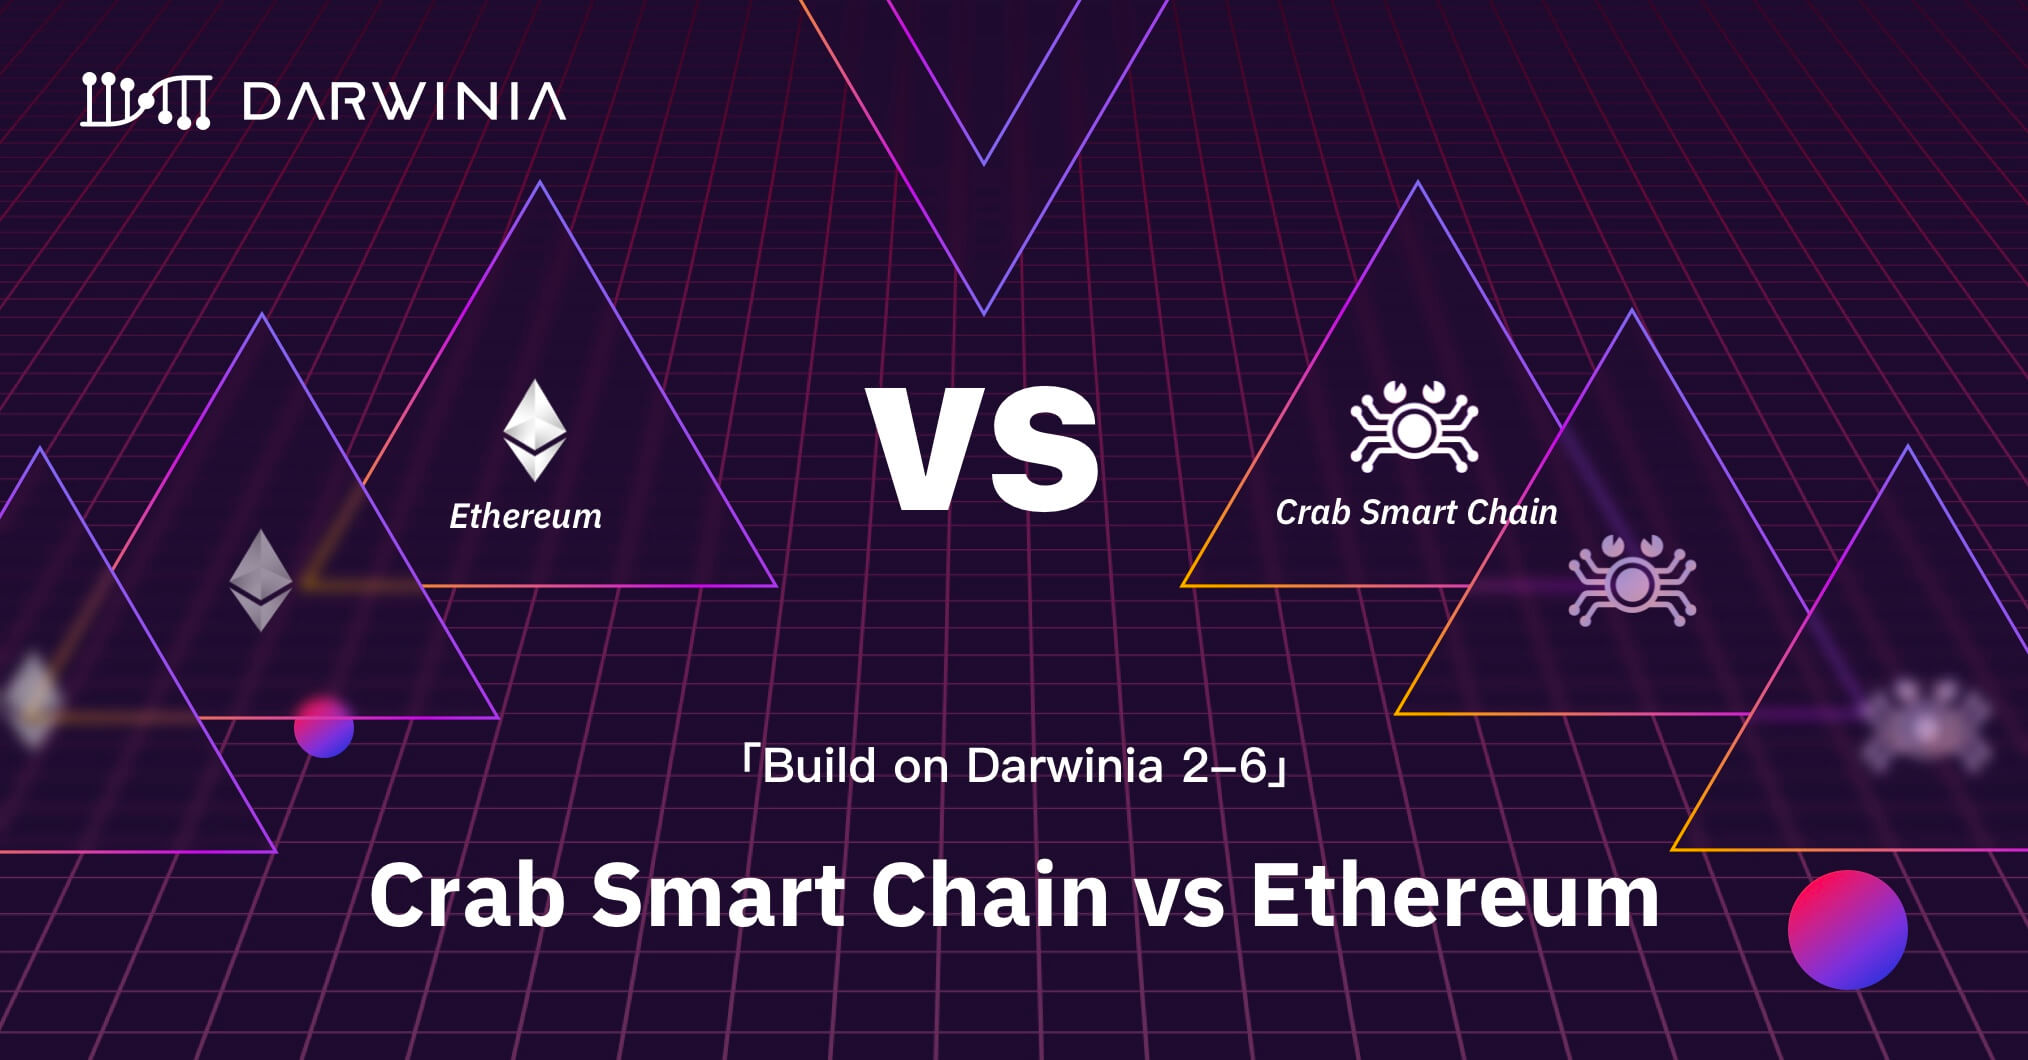 DARWINIA
Ethereum
VS
Crab Smart Chain
「Build on Darwinia 2–6」
Crab Smart Chain vs Ethereum